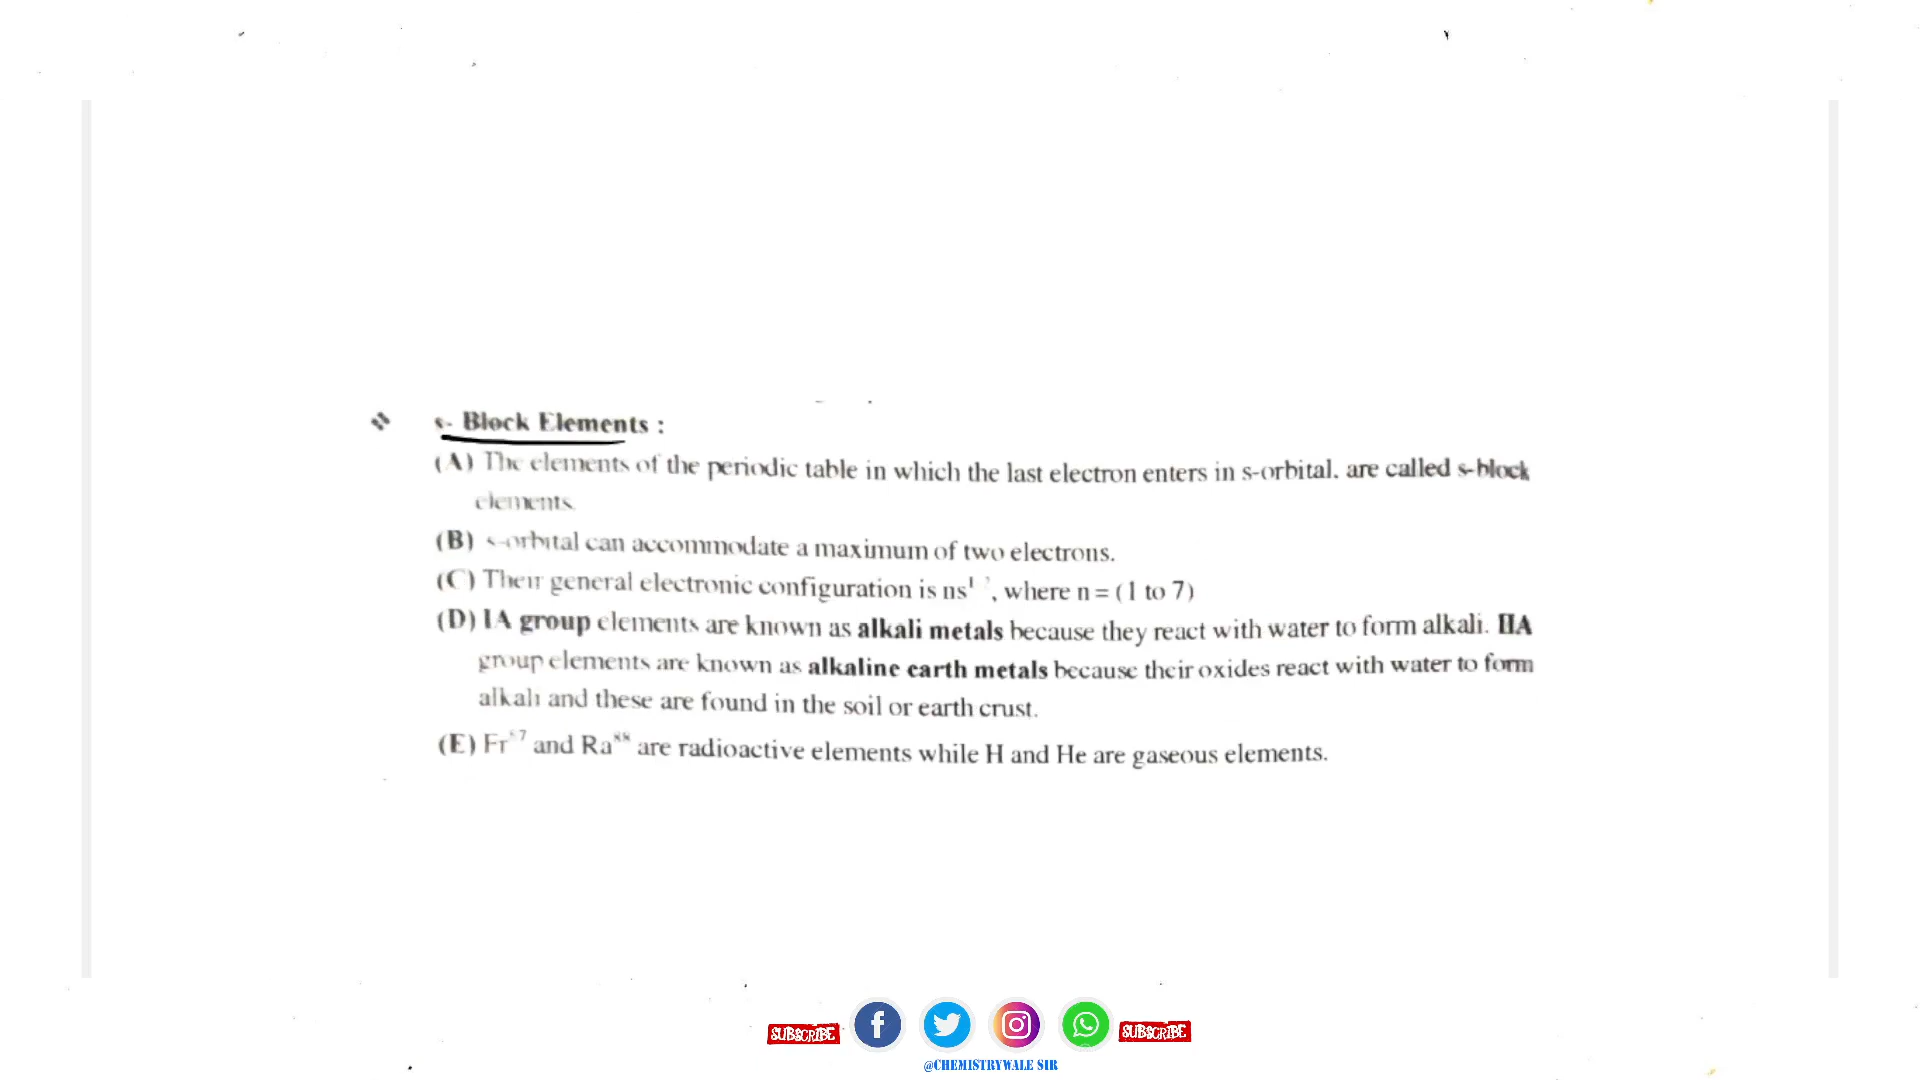 s- Block Elements :
(A) The elements of the periodic table in which the last electron enters in s-orbital. are called s-block
elements.
(B) s-orbital can accommodate a maximum of two electrons.
(C) Their general electronic configuration is ns¹⁻², where n = (1 to 7)
(D) IA group elements are known as alkali metals because they react with water to form alkali. IIA
group elements are known as alkaline earth metals because their oxides react with water to form
alkali and these are found in the soil or earth crust.
(E) Fr⁸⁷ and Ra⁸⁸ are radioactive elements while H and He are gaseous elements.
SUBSCRIBE SUBSCRIBE
@CHEMISTRYWALE SIR